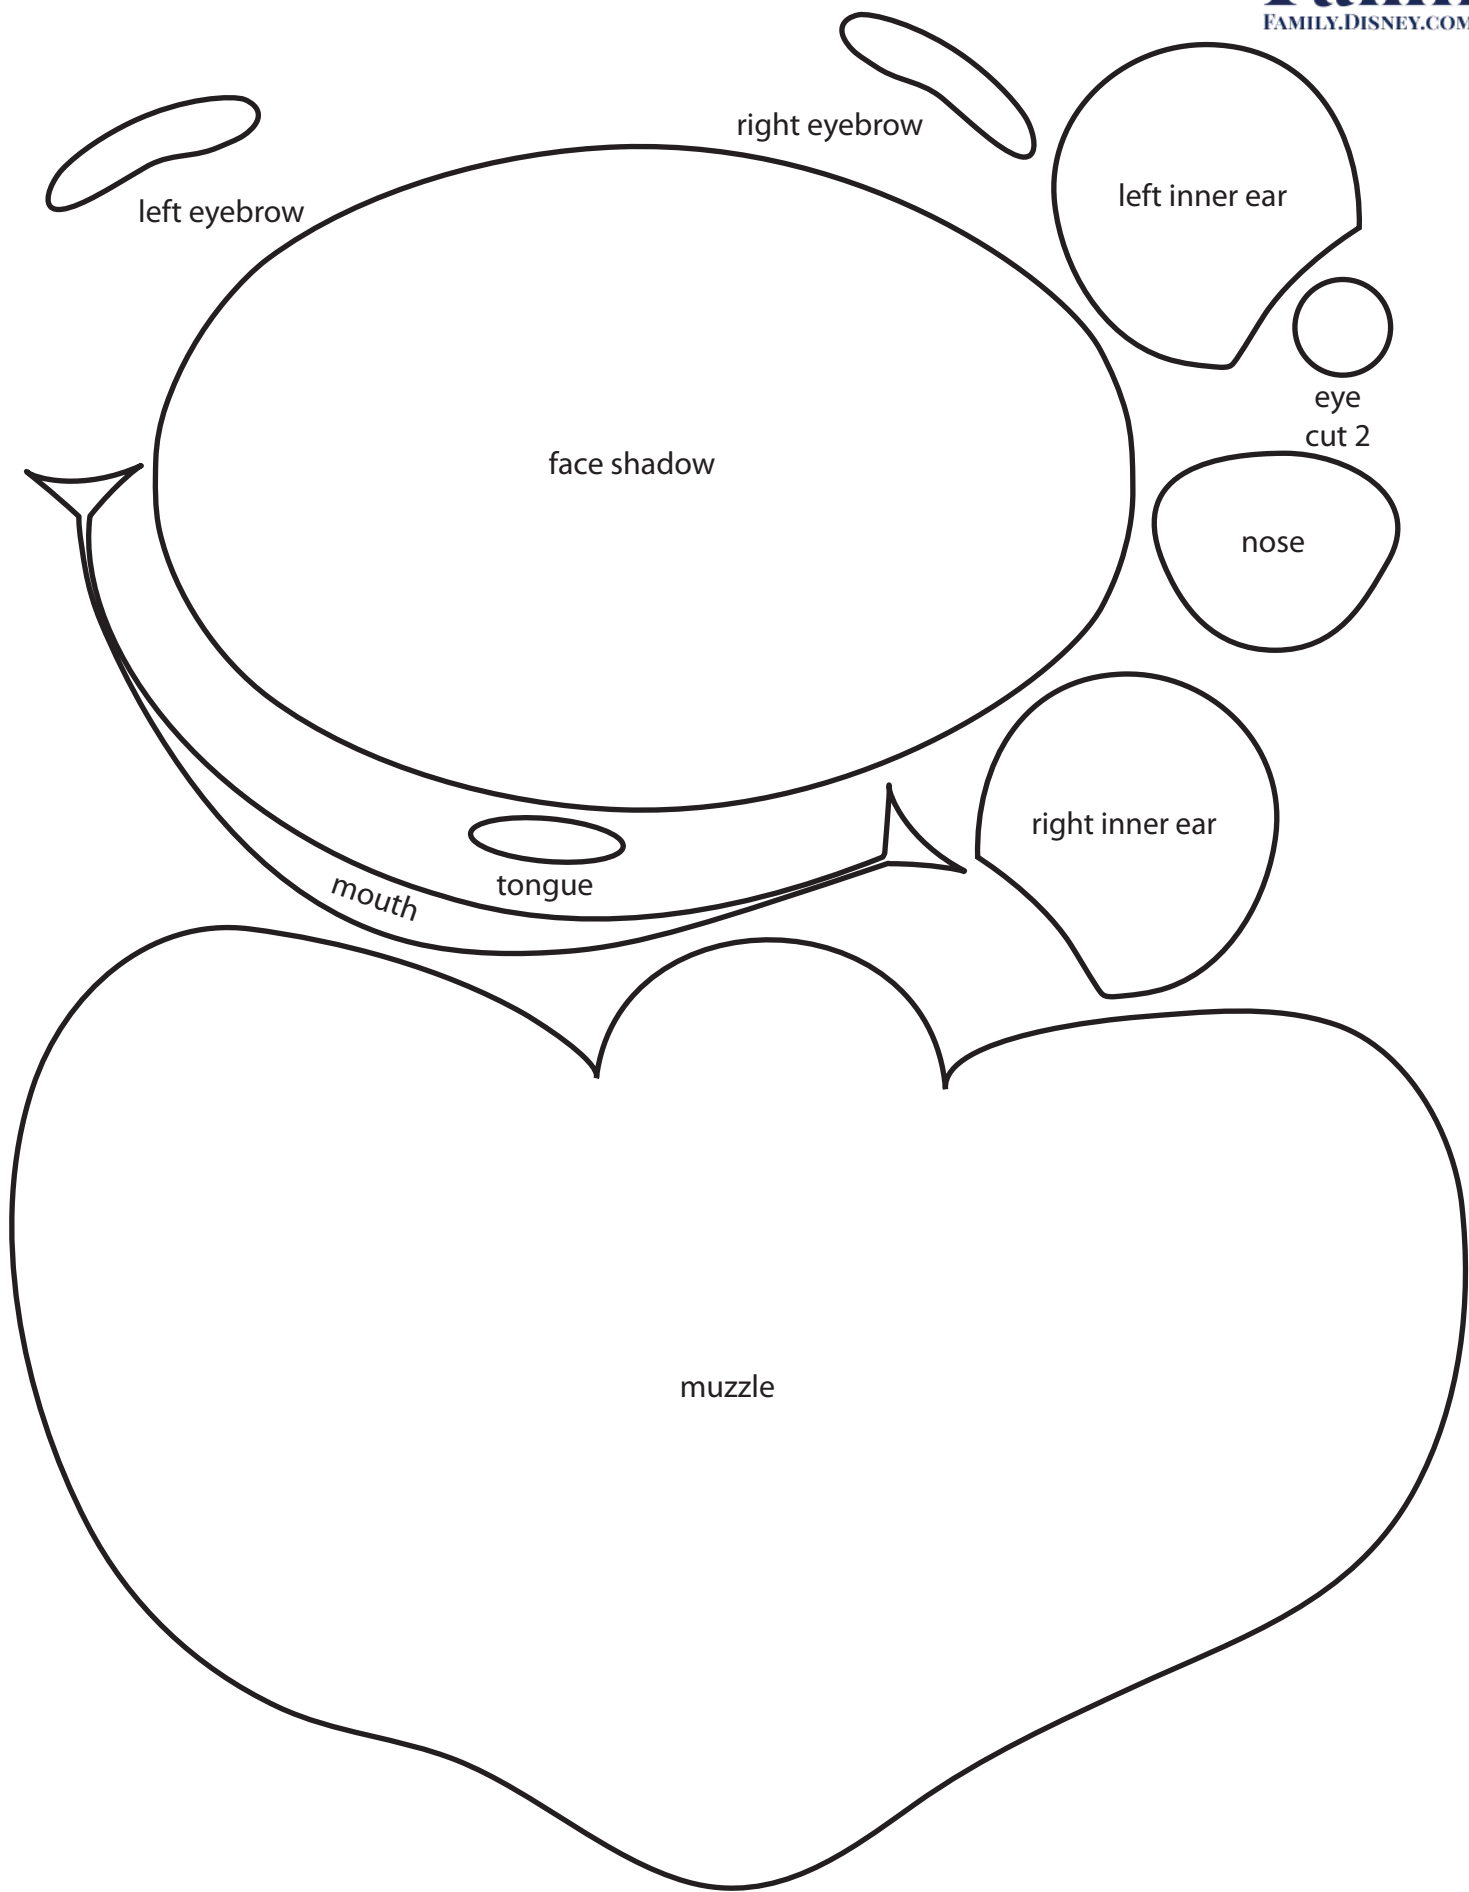 FAMILY.DISNEY.COM
right eyebrow
left eyebrow
left inner ear
eye
cut 2
face shadow
nose
right inner ear
tongue
mouth
muzzle